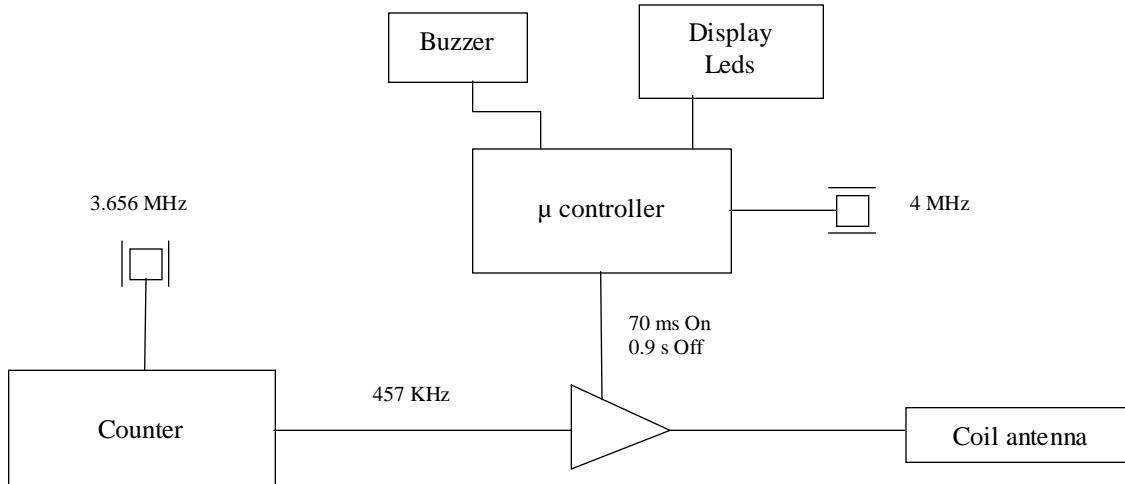 Buzzer
Display
Leds
3.656 MHz
μ controller
4 MHz
70 ms On
0.9 s Off
457 KHz
Counter
Coil antenna